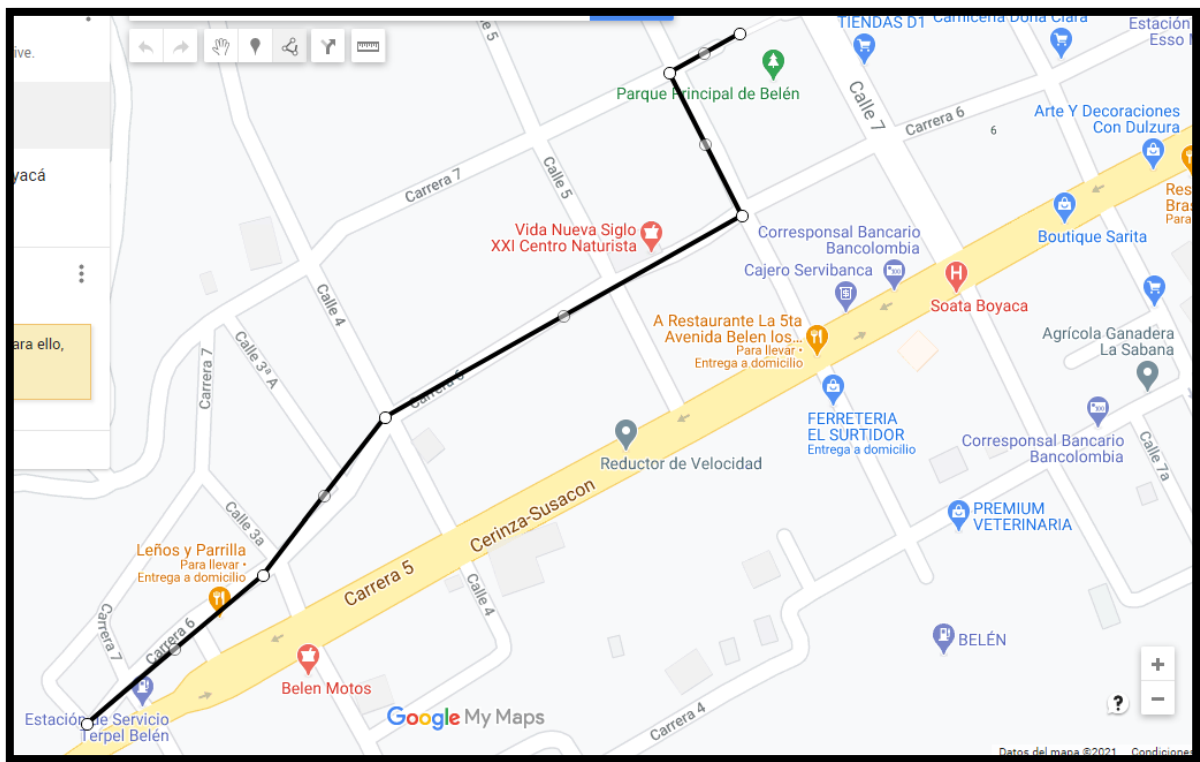 ive.
yacá
ara ello,
e 5
TIENDAS D1
Carnicería Doña Clara
Estación
Esso
Parque Principal de Belén
Calle 7
Carrera 6
6
Arte Y Decoraciones
Con Dulzura
Carrera 7
Calle 5
Res
Bras
Para
Vida Nueva Siglo
XXI Centro Naturista
Corresponsal Bancario
Bancolombia
Boutique Sarita
Cajero Servibanca
Soata Boyaca
Calle 4
A Restaurante La 5ta
Avenida Belen los...
Para llevar •
Entrega a domicilio
Agrícola Ganadera
La Sabana
Calle 3ª A
Carrera 7
Carrera 6
FERRETERIA
EL SURTIDOR
Entrega a domicilio
Reductor de Velocidad
Corresponsal Bancario
Bancolombia
Calle 7a
Cerinza-Susacon
PREMIUM
VETERINARIA
Calle 3a
Leños y Parrilla
Para llevar •
Entrega a domicilio
Carrera 5
Calle 4
Carrera 7
Carrera 6
BELÉN
Belen Motos
Estación de Servicio
Terpel Belén
Google My Maps
Carrera 4
?
Datos del mapa ©2021
Condiciones